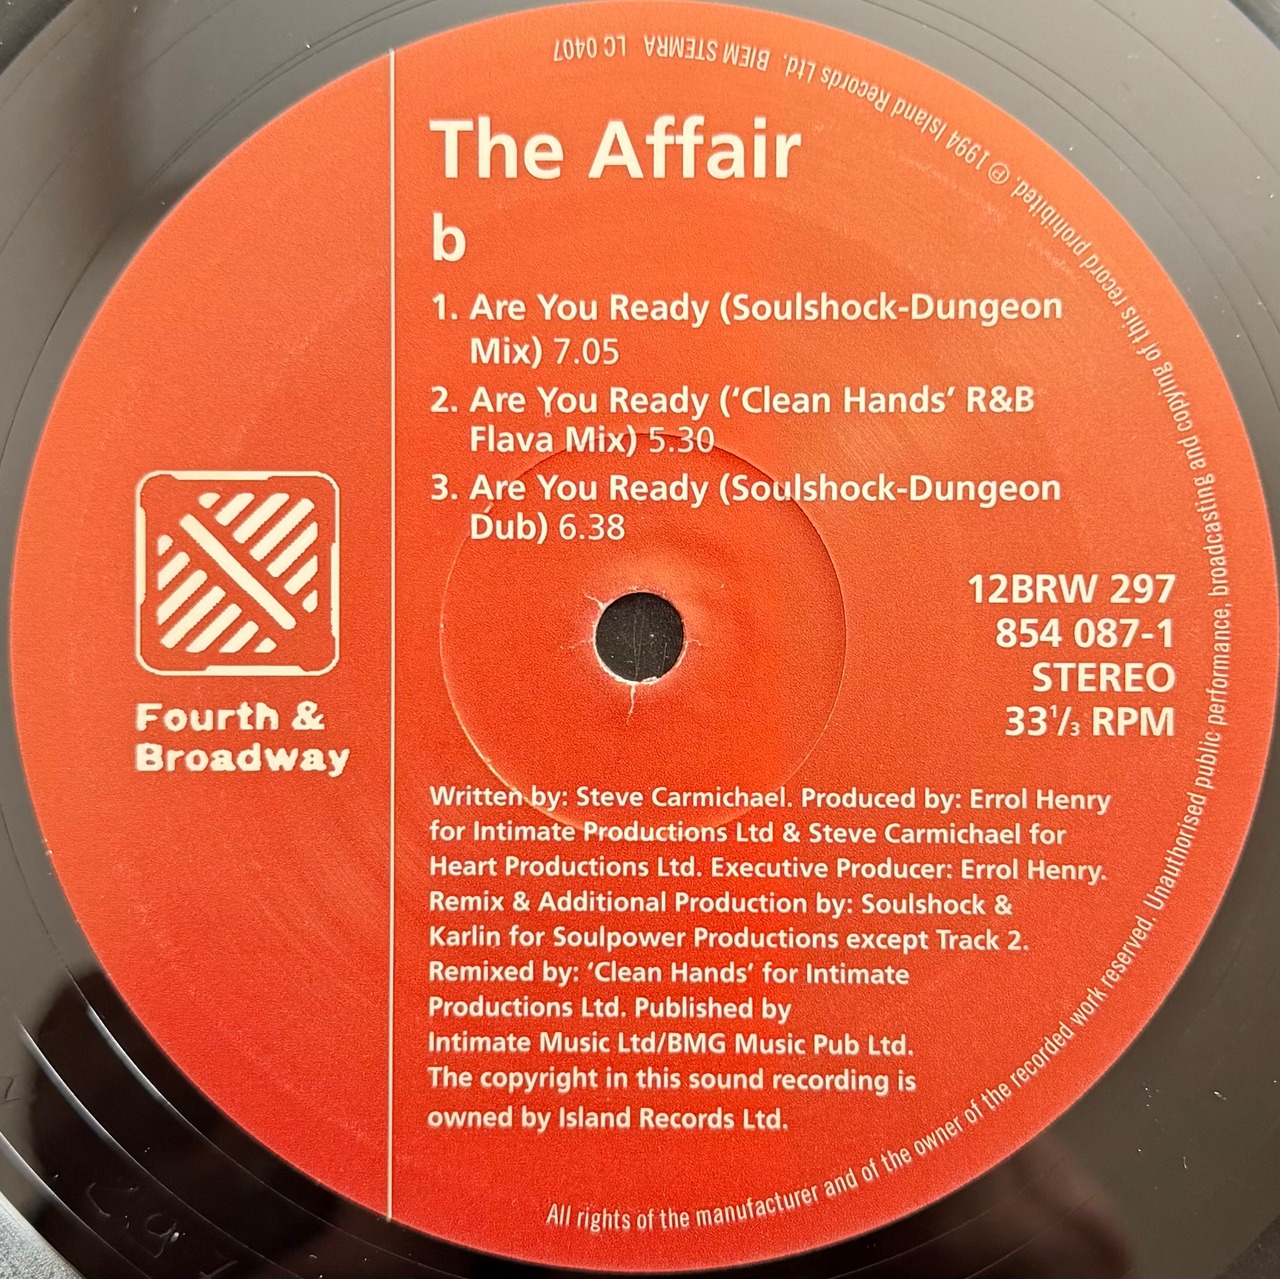 The Affair
b
1. Are You Ready (Soulshock-Dungeon
Mix) 7.05
2. Are You Ready (‘Clean Hands’ R&B
Flava Mix) 5.30
3. Are You Ready (Soulshock-Dungeon
Dub) 6.38
12BRW 297
854 087-1
STEREO
33 1/3 RPM
Fourth &
Broadway
Written by: Steve Carmichael. Produced by: Errol Henry
for Intimate Productions Ltd & Steve Carmichael for
Heart Productions Ltd. Executive Producer: Errol Henry.
Remix & Additional Production by: Soulshock &
Karlin for Soulpower Productions except Track 2.
Remixed by: ‘Clean Hands’ for Intimate
Productions Ltd. Published by
Intimate Music Ltd/BMG Music Pub Ltd.
The copyright in this sound recording is
owned by Island Records Ltd.
All rights of the manufacturer and of the owner of the recorded work reserved. Unauthorised public performance, broadcasting and copying of this record prohibited. ℗ 1994 Island Records Ltd. BIEM STEMRA LC 0407